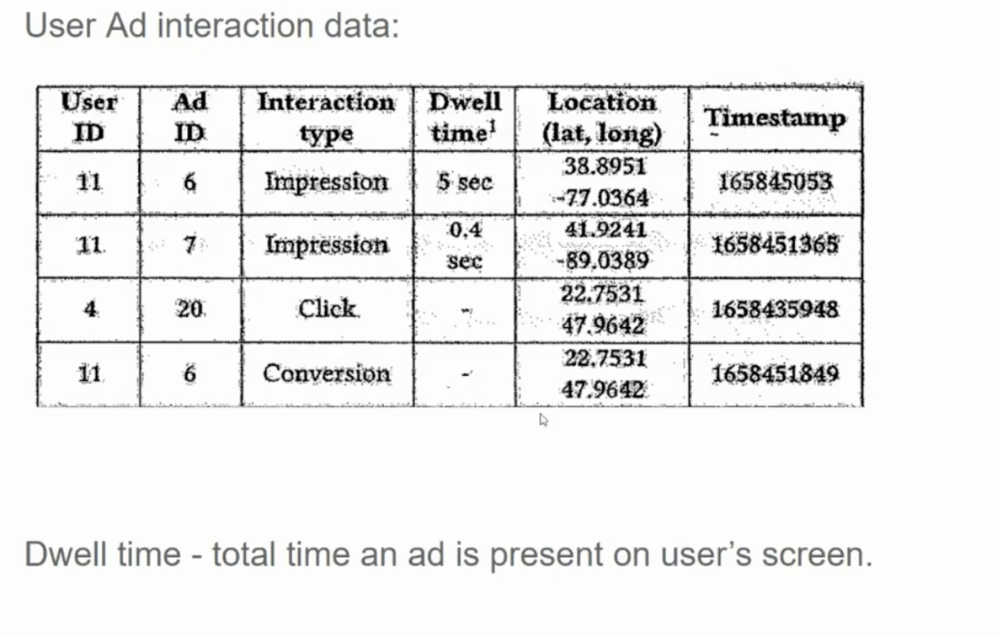 User Ad interaction data:
User ID | Ad ID | Interaction type | Dwell time¹ | Location (lat, long) | Timestamp
11 | 6 | Impression | 5 sec | 38.8951 -77.0364 | 165845053
11 | 7 | Impression | 0.4 sec | 41.9241 -89.0389 | 1658451365
4 | 20 | Click | - | 22.7531 47.9642 | 1658435948
11 | 6 | Conversion | - | 22.7531 47.9642 | 1658451849
Dwell time - total time an ad is present on user’s screen.